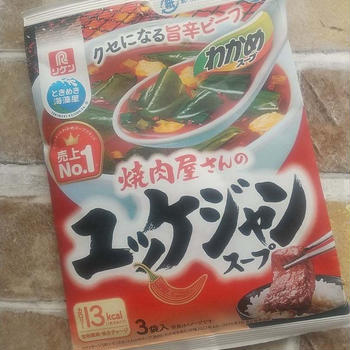 リケン
ときめき
海藻屋
クセになる旨辛ビーフ
わかめ
スープ
売上
No.1
焼肉屋さんの
ユッケジャン
スープ
13kcal
3袋入